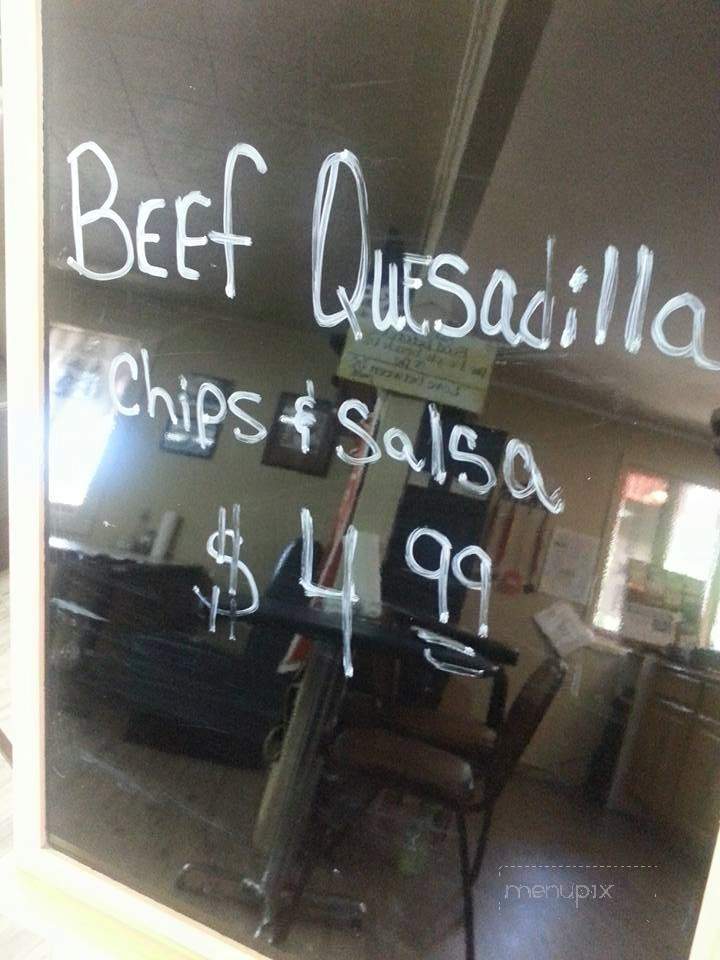 BEEf QuESadilla
Chips & Salsa
$ 4 99
menupix